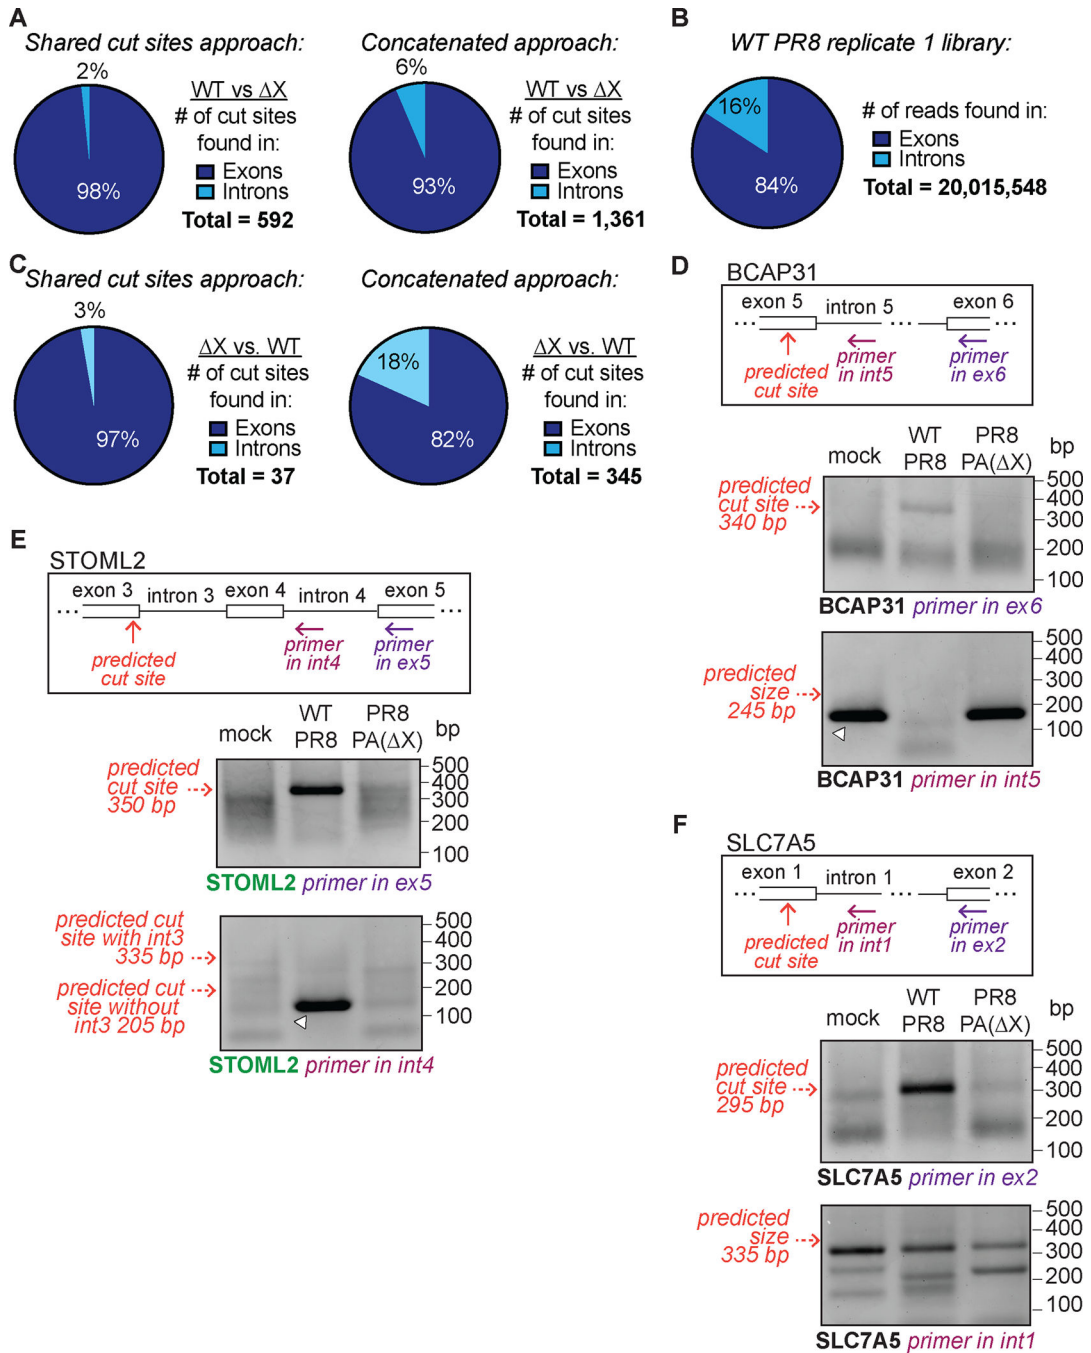 A
Shared cut sites approach:
2%
98%
WT vs ΔX
# of cut sites
found in:
Exons
Introns
Total = 592
Concatenated approach:
6%
93%
WT vs ΔX
# of cut sites
found in:
Exons
Introns
Total = 1,361
B
WT PR8 replicate 1 library:
16%
84%
# of reads found in:
Exons
Introns
Total = 20,015,548
C
Shared cut sites approach:
3%
97%
ΔX vs. WT
# of cut sites
found in:
Exons
Introns
Total = 37
Concatenated approach:
18%
82%
ΔX vs. WT
# of cut sites
found in:
Exons
Introns
Total = 345
D
BCAP31
exon 5
intron 5
exon 6
... ... ...
predicted
cut site
primer
in int5
primer
in ex6
mock
WT
PR8
PR8
PA(ΔX)
bp
predicted
cut site
340 bp
500
400
300
200
100
BCAP31 primer in ex6
predicted
size
245 bp
500
400
300
200
100
BCAP31 primer in int5
E
STOML2
exon 3
intron 3
exon 4
intron 4
exon 5
... ...
predicted
cut site
primer
in int4
primer
in ex5
mock
WT
PR8
PR8
PA(ΔX)
bp
predicted
cut site
350 bp
500
400
300
200
100
STOML2 primer in ex5
predicted cut
site with int3
335 bp
predicted cut
site without
int3 205 bp
500
400
300
200
100
STOML2 primer in int4
F
SLC7A5
exon 1
intron 1
exon 2
... ... ...
predicted
cut site
primer
in int1
primer
in ex2
mock
WT
PR8
PR8
PA(ΔX)
bp
predicted
cut site
295 bp
500
400
300
200
100
SLC7A5 primer in ex2
predicted
size
335 bp
500
400
300
200
100
SLC7A5 primer in int1